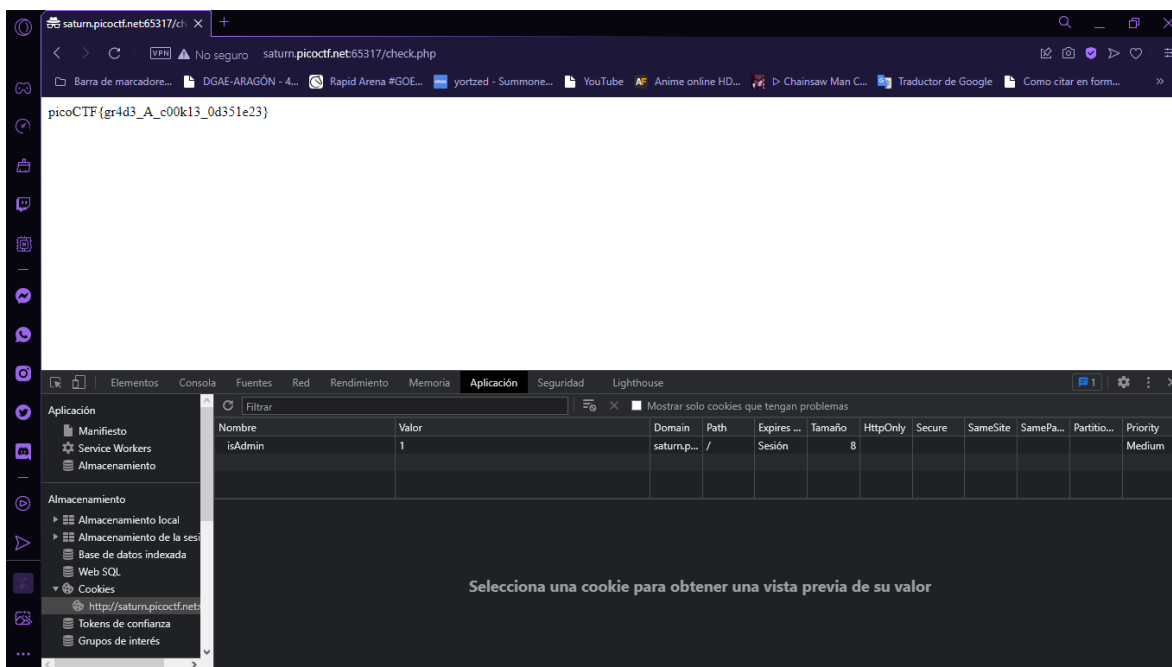 saturn.picoctf.net:65317/ch
VPN No seguro saturn.picoctf.net:65317/check.php
Barra de marcadore... DGAE-ARAGÓN - 4... Rapid Arena #GOE... yortzed - Summone... YouTube AF Anime online HD... ▷ Chainsaw Man C... Traductor de Google Como citar en form... »
picoCTF{gr4d3_A_c00k13_0d351e23}
Elementos Consola Fuentes Red Rendimiento Memoria Aplicación Seguridad Lighthouse 1
Aplicación
Manifiesto
Service Workers
Almacenamiento
Almacenamiento
Almacenamiento local
Almacenamiento de la sesi
Base de datos indexada
Web SQL
Cookies
http://saturn.picoctf.net:
Tokens de confianza
Grupos de interés
Filtrar Mostrar solo cookies que tengan problemas
Nombre Valor Domain Path Expires ... Tamaño HttpOnly Secure SameSite SamePa... Partitio... Priority
isAdmin 1 saturn.p... / Sesión 8 Medium
Selecciona una cookie para obtener una vista previa de su valor